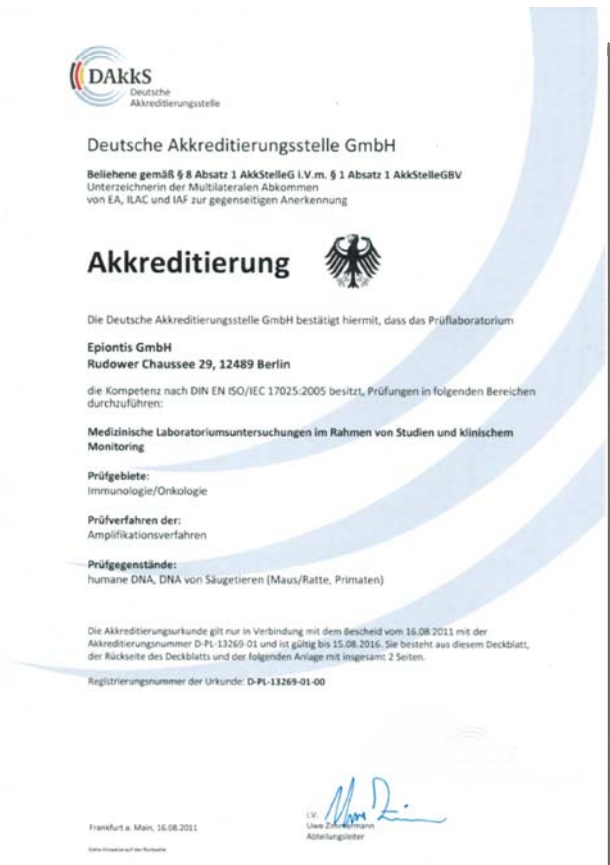 DAkkS
Deutsche
Akkreditierungsstelle
Deutsche Akkreditierungsstelle GmbH
Beliehene gemäß § 8 Absatz 1 AkkStelleG i.V.m. § 1 Absatz 1 AkkStelleGBV
Unterzeichnerin der Multilateralen Abkommen
von EA, ILAC und IAF zur gegenseitigen Anerkennung
Akkreditierung
Die Deutsche Akkreditierungsstelle GmbH bestätigt hiermit, dass das Prüflaboratorium
Epiontis GmbH
Rudower Chaussee 29, 12489 Berlin
die Kompetenz nach DIN EN ISO/IEC 17025:2005 besitzt, Prüfungen in folgenden Bereichen
durchzuführen:
Medizinische Laboratoriumsuntersuchungen im Rahmen von Studien und klinischem
Monitoring
Prüfgebiete:
Immunologie/Onkologie
Prüfverfahren der:
Amplifikationsverfahren
Prüfgegenstände:
humane DNA, DNA von Säugetieren (Maus/Ratte, Primaten)
Die Akkreditierungsurkunde gilt nur in Verbindung mit dem Bescheid vom 16.08.2011 mit der
Akkreditierungsnummer D-PL-13269-01 und ist gültig bis 15.08.2016. Sie besteht aus diesem Deckblatt,
der Rückseite des Deckblatts und der folgenden Anlage mit insgesamt 2 Seiten.
Registrierungsnummer der Urkunde: D-PL-13269-01-00
Frankfurt a. Main, 16.08.2011
i.V.
Uwe Zimmermann
Abteilungsleiter
Siehe Hinweise auf der Rückseite